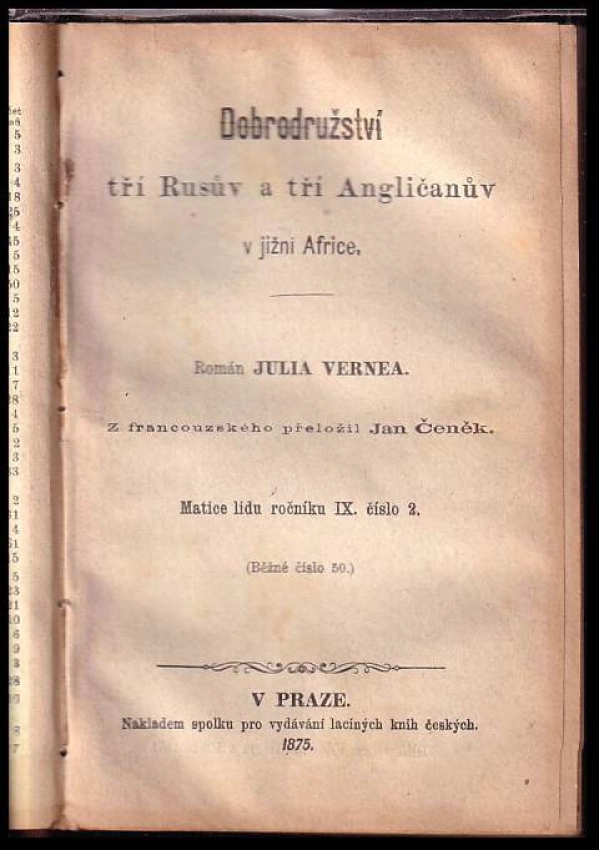 Dobrodružství
tří Rusův a tří Angličanův
v jižní Africe.
Román JULIA VERNEA.
Z francouzského přeložil Jan Čeněk.
Matice lidu ročníku IX. číslo 2.
(Běžné číslo 50.)
V PRAZE.
Nákladem spolku pro vydávání laciných knih českých.
1875.